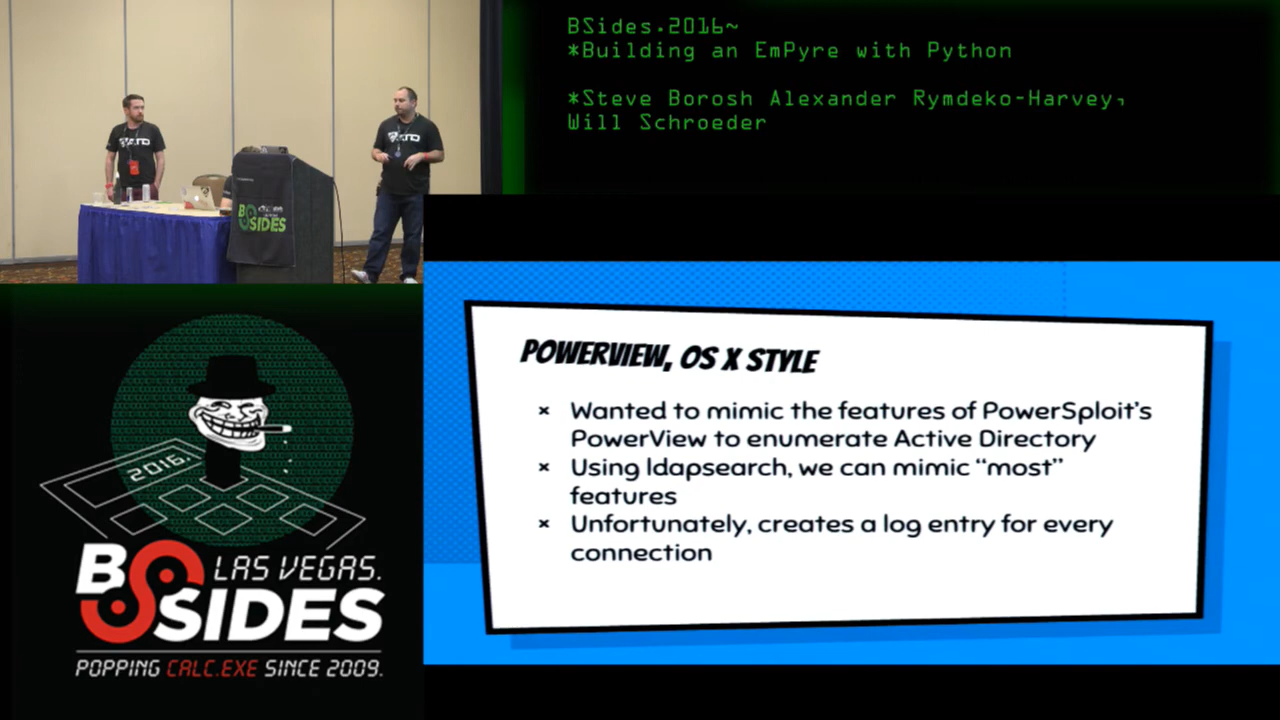 BSides.2016~
*Building an EmPyre with Python
*Steve Borosh Alexander Rymdeko-Harvey,
Will Schroeder
BSIDES
POWERVIEW, OS X STYLE
× Wanted to mimic the features of PowerSploit's
PowerView to enumerate Active Directory
× Using ldapsearch, we can mimic “most”
features
× Unfortunately, creates a log entry for every
connection
2016.
BSIDES
LAS VEGAS.
POPPING CALC.EXE SINCE 2009.